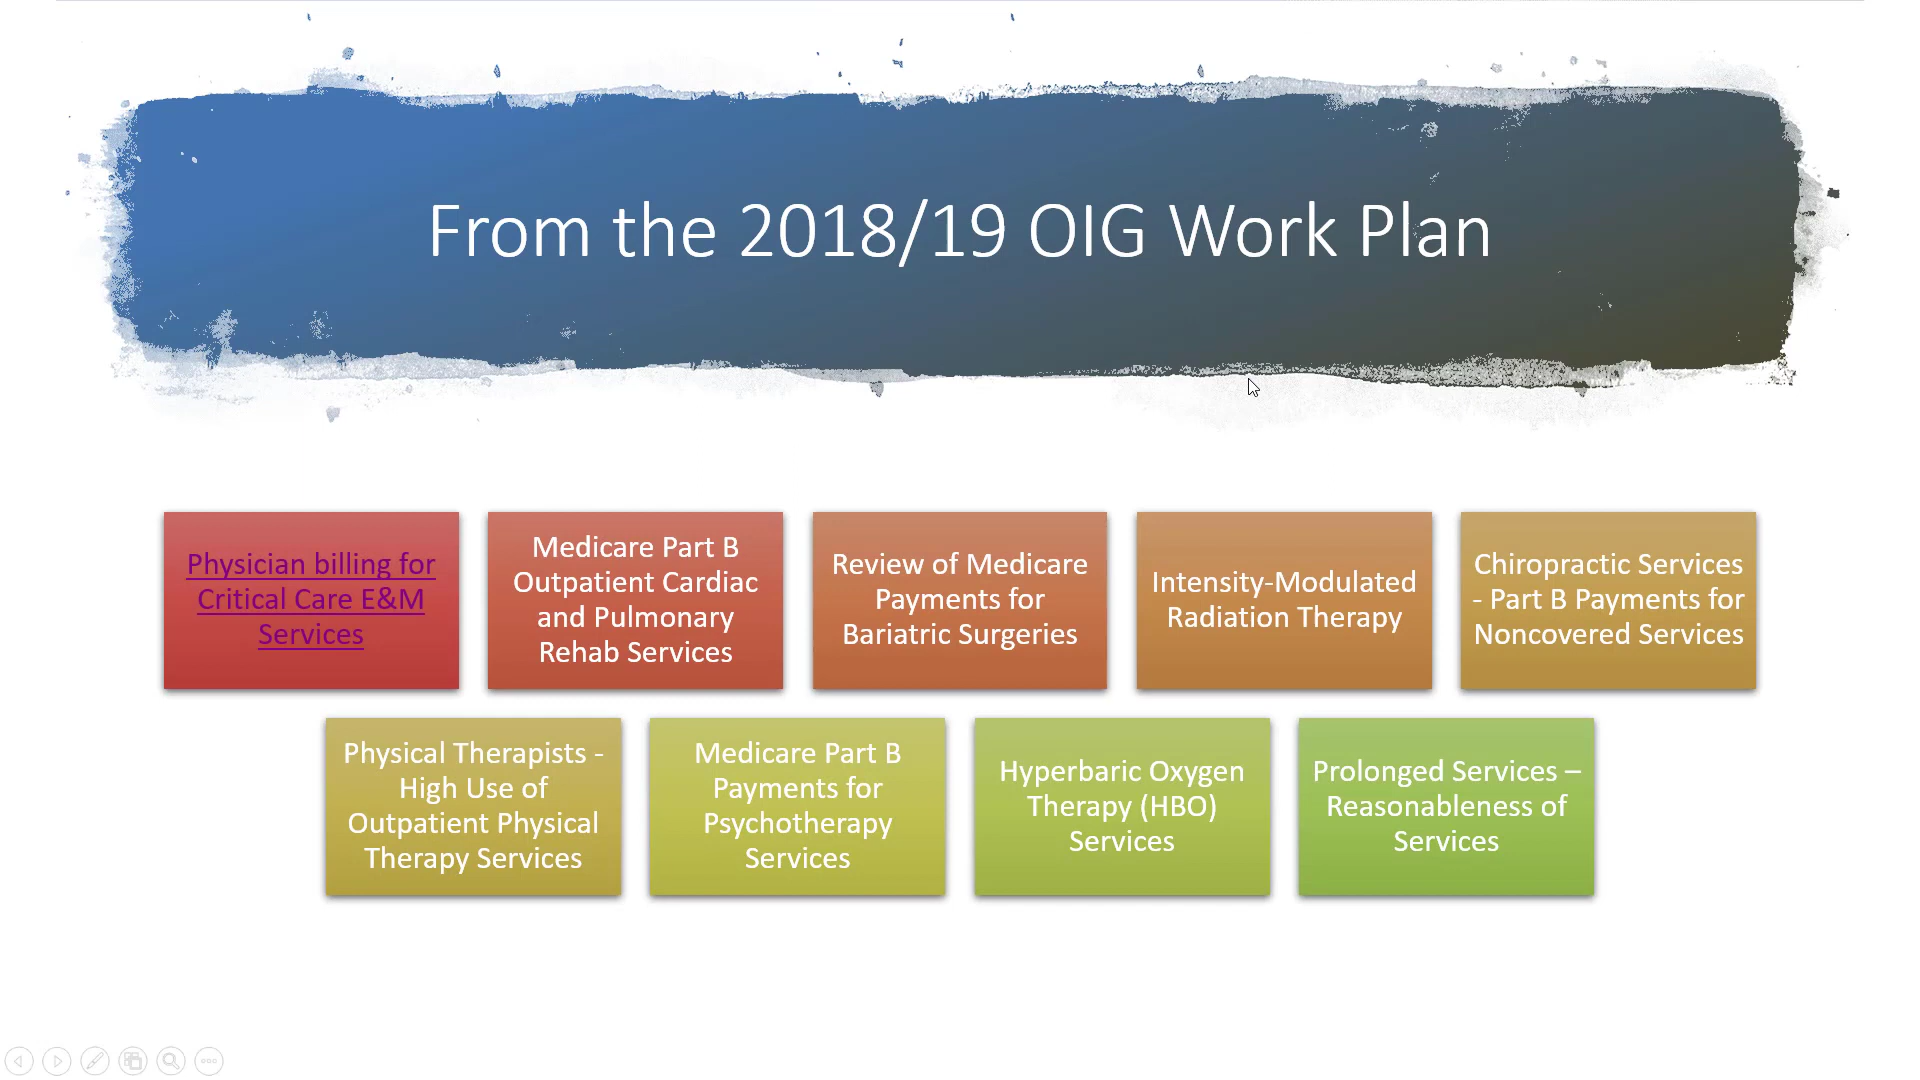 From the 2018/19 OIG Work Plan
Physician billing for
Critical Care E&M
Services
Medicare Part B
Outpatient Cardiac
and Pulmonary
Rehab Services
Review of Medicare
Payments for
Bariatric Surgeries
Intensity-Modulated
Radiation Therapy
Chiropractic Services
- Part B Payments for
Noncovered Services
Physical Therapists -
High Use of
Outpatient Physical
Therapy Services
Medicare Part B
Payments for
Psychotherapy
Services
Hyperbaric Oxygen
Therapy (HBO)
Services
Prolonged Services –
Reasonableness of
Services